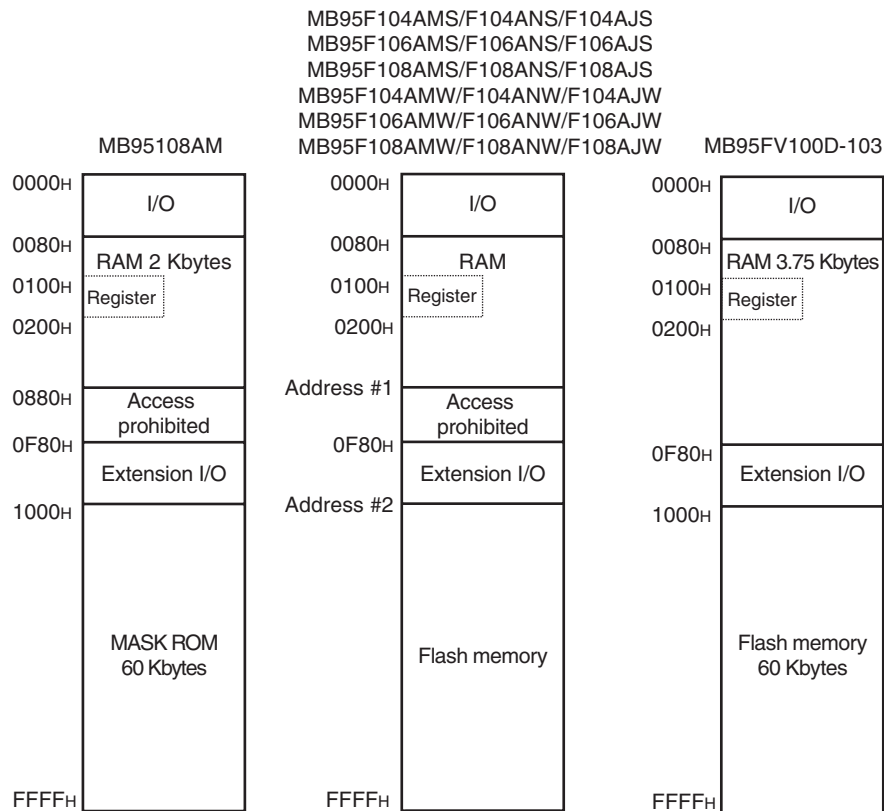 MB95F104AMS/F104ANS/F104AJS
MB95F106AMS/F106ANS/F106AJS
MB95F108AMS/F108ANS/F108AJS
MB95F104AMW/F104ANW/F104AJW
MB95F106AMW/F106ANW/F106AJW
MB95F108AMW/F108ANW/F108AJW
MB95108AM
MB95FV100D-103
0000H
I/O
0080H
RAM 2 Kbytes
0100H
Register
0200H
0880H
Access
prohibited
0F80H
Extension I/O
1000H
MASK ROM
60 Kbytes
FFFFH
0000H
I/O
0080H
RAM
0100H
Register
0200H
Address #1
Access
prohibited
0F80H
Extension I/O
Address #2
Flash memory
FFFFH
0000H
I/O
0080H
RAM 3.75 Kbytes
0100H
Register
0200H
0F80H
Extension I/O
1000H
Flash memory
60 Kbytes
FFFFH